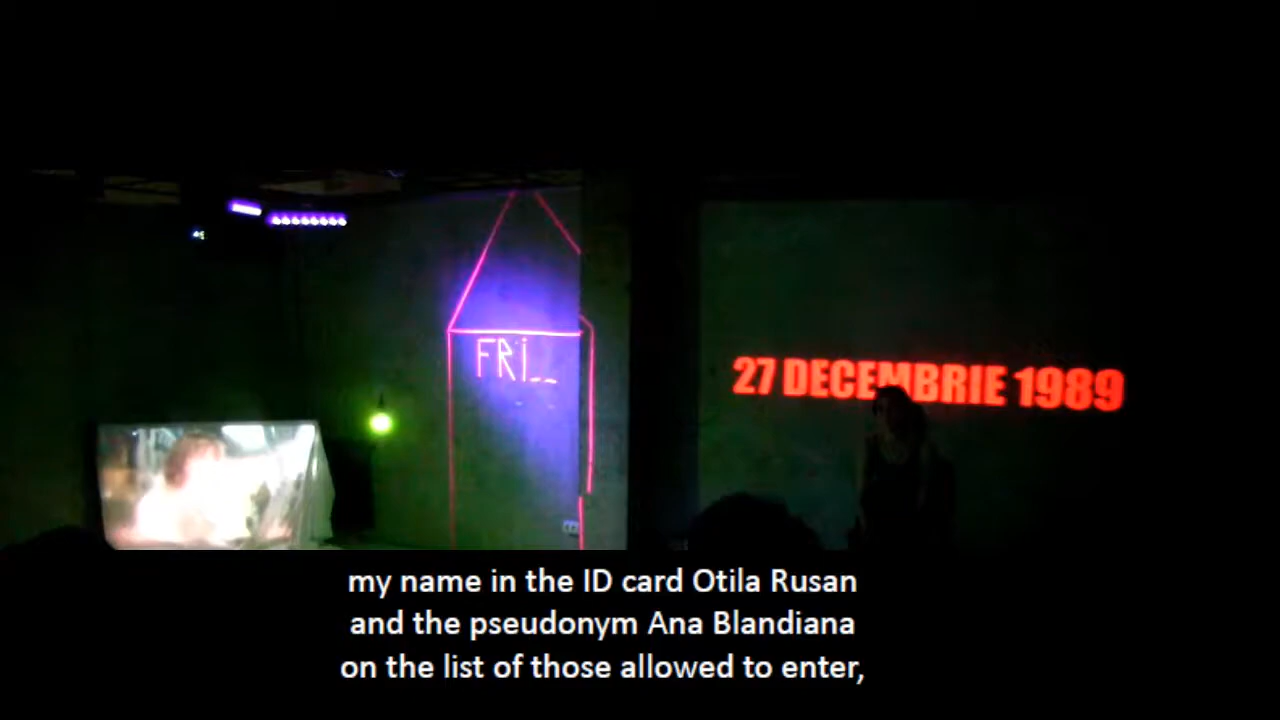 FRi__
27 DECEMBRIE 1989
my name in the ID card Otila Rusan
and the pseudonym Ana Blandiana
on the list of those allowed to enter,